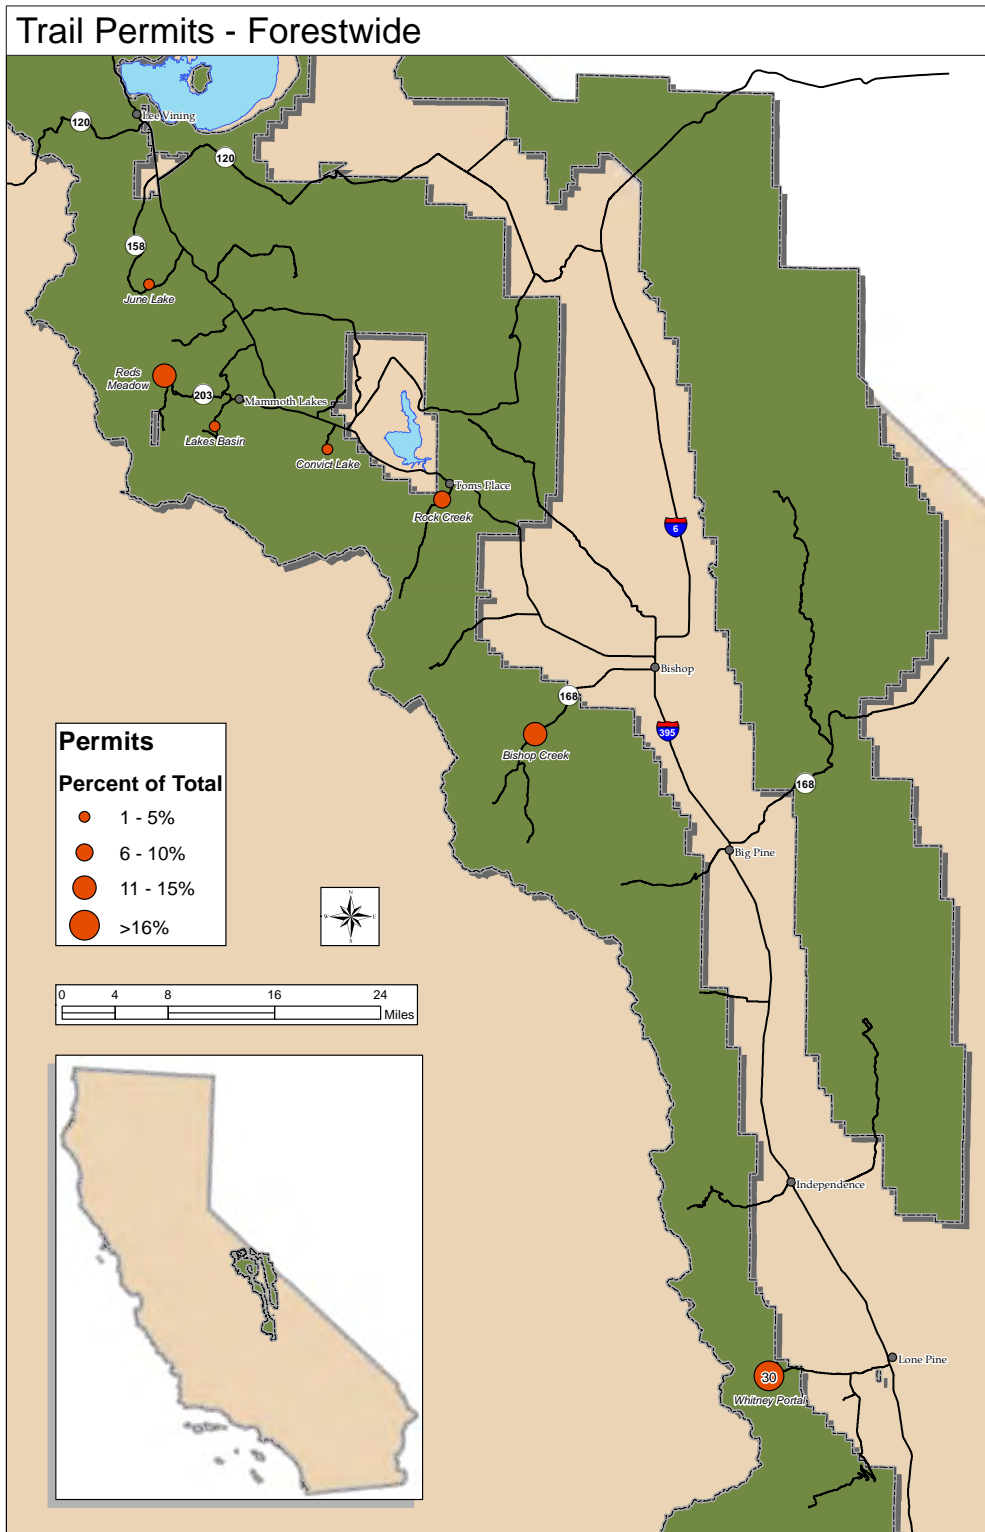 Trail Permits - Forestwide
Lee Vining
120
120
158
June Lake
Reds
Meadow
203
Mammoth Lakes
Lakes Basin
Convict Lake
Toms Place
Rock Creek
6
Bishop
168
395
Bishop Creek
168
Big Pine
Permits
Percent of Total
1 - 5%
6 - 10%
11 - 15%
>16%
N
W
E
S
0 4 8 16 24
Miles
Independence
Lone Pine
30
Whitney Portal